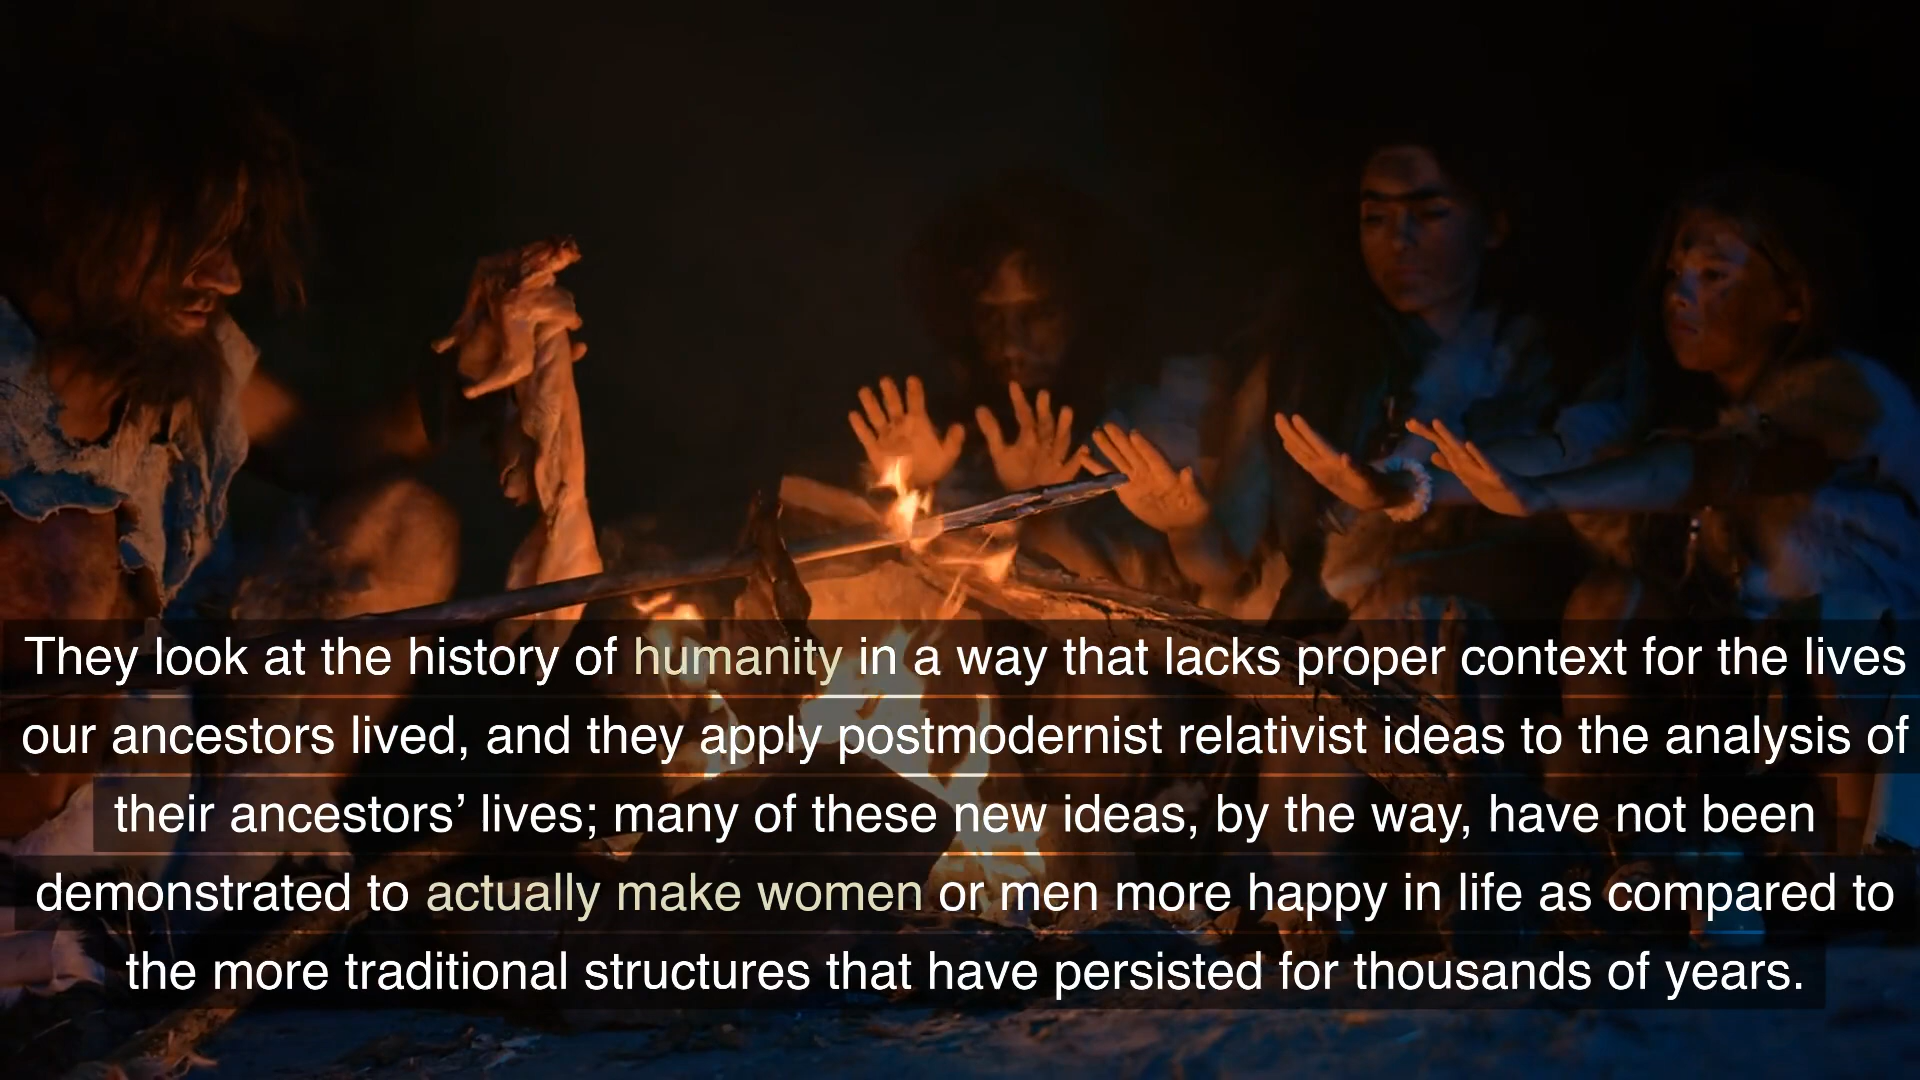 They look at the history of humanity in a way that lacks proper context for the lives
our ancestors lived, and they apply postmodernist relativist ideas to the analysis of
their ancestors’ lives; many of these new ideas, by the way, have not been
demonstrated to actually make women or men more happy in life as compared to
the more traditional structures that have persisted for thousands of years.